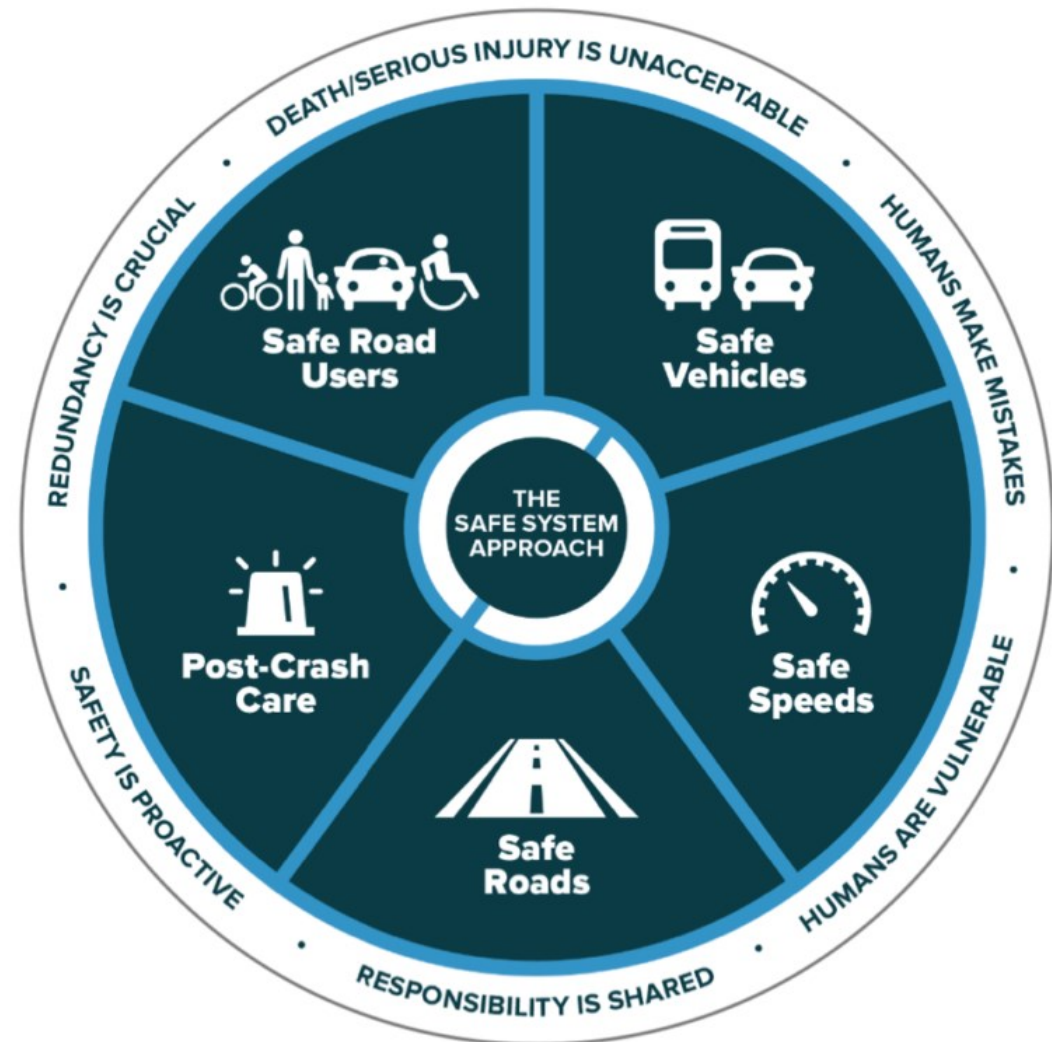 DEATH/SERIOUS INJURY IS UNACCEPTABLE
HUMANS MAKE MISTAKES
HUMANS ARE VULNERABLE
RESPONSIBILITY IS SHARED
SAFETY IS PROACTIVE
REDUNDANCY IS CRUCIAL
Safe Road
Users
Safe
Vehicles
Safe
Speeds
Safe
Roads
Post-Crash
Care
THE
SAFE SYSTEM
APPROACH